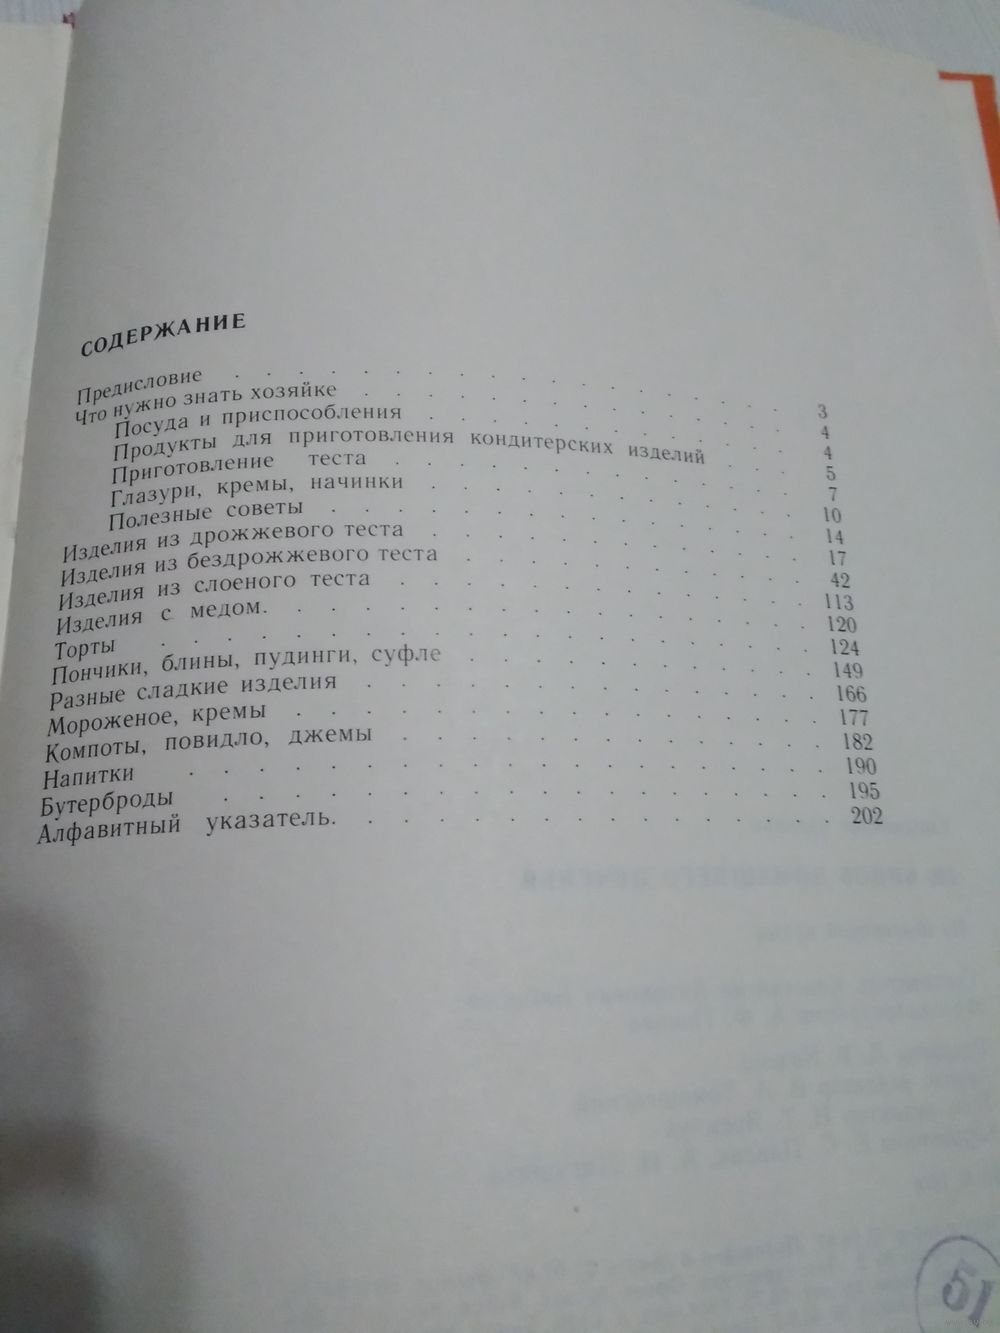 СОДЕРЖАНИЕ
Предисловие . . . . . . . . . . . . . . 3
Что нужно знать хозяйке . . . . . . . . . . . 4
Посуда и приспособления . . . . . . . . . 4
Продукты для приготовления кондитерских изделий . . 5
Приготовление теста . . . . . . . . . . 7
Глазури, кремы, начинки . . . . . . . . . 10
Полезные советы . . . . . . . . . . . 14
Изделия из дрожжевого теста . . . . . . . . . 17
Изделия из бездрожжевого теста . . . . . . . . 42
Изделия из слоеного теста . . . . . . . . . . 113
Изделия с медом. . . . . . . . . . . . . 120
Торты . . . . . . . . . . . . . . . . 124
Пончики, блины, пудинги, суфле . . . . . . . . 149
Разные сладкие изделия . . . . . . . . . . . 166
Мороженое, кремы . . . . . . . . . . . . . 177
Компоты, повидло, джемы . . . . . . . . . . 182
Напитки . . . . . . . . . . . . . . . 190
Бутерброды . . . . . . . . . . . . . . 195
Алфавитный указатель. . . . . . . . . . . . 202
51